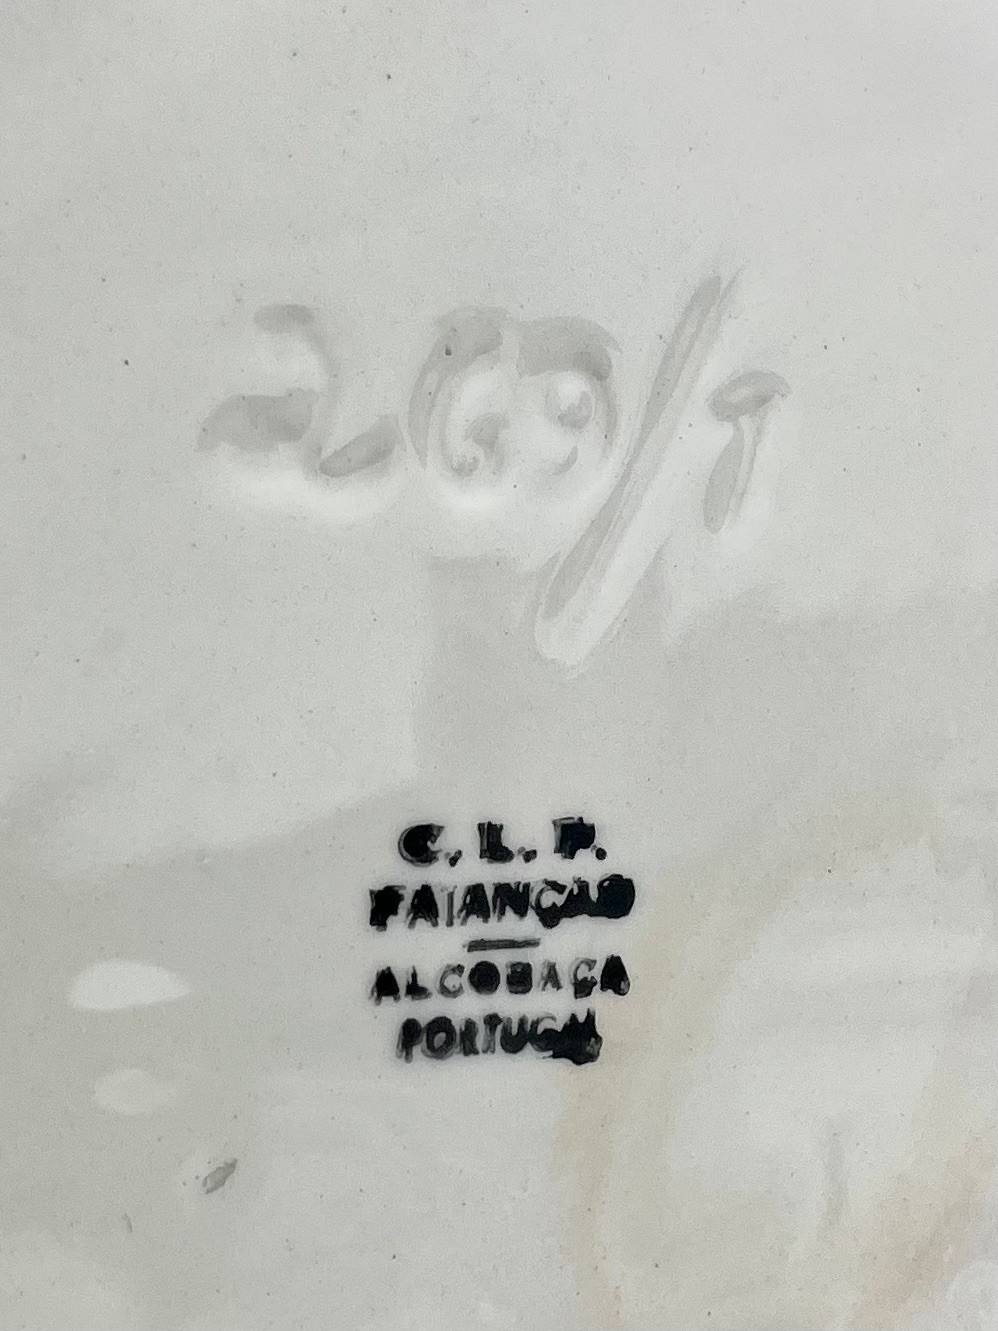 C. L. P.
FAIANÇAS
ALCOBAÇA
PORTUGAL